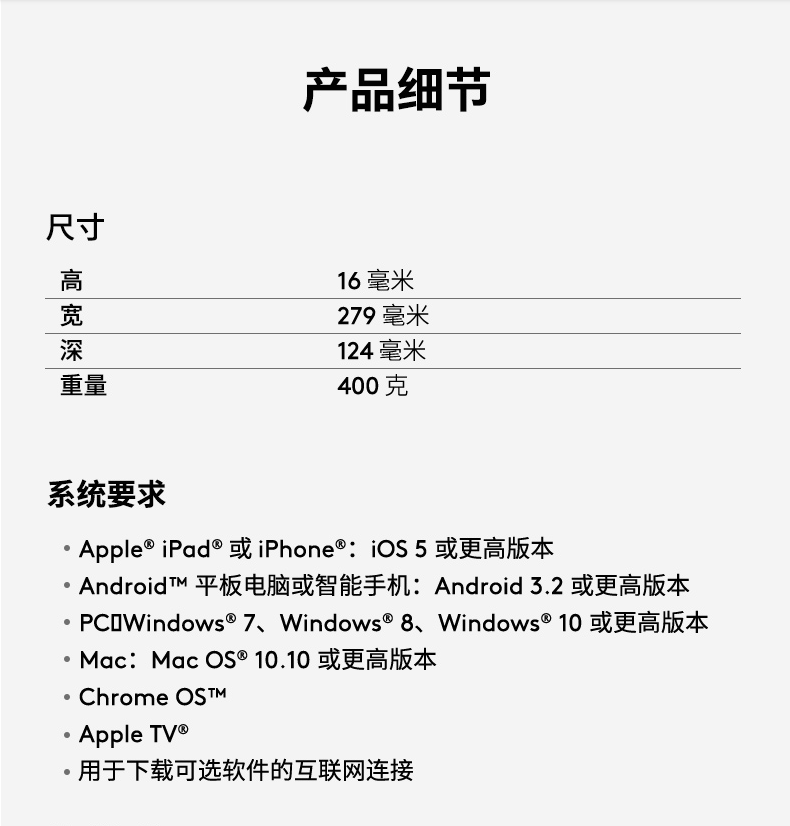 产品细节
尺寸
高 16 毫米
宽 279 毫米
深 124 毫米
重量 400 克
系统要求
• Apple® iPad® 或 iPhone®：iOS 5 或更高版本
• Android™ 平板电脑或智能手机：Android 3.2 或更高版本
• PC▯Windows® 7、Windows® 8、Windows® 10 或更高版本
• Mac：Mac OS® 10.10 或更高版本
• Chrome OS™
• Apple TV®
• 用于下载可选软件的互联网连接